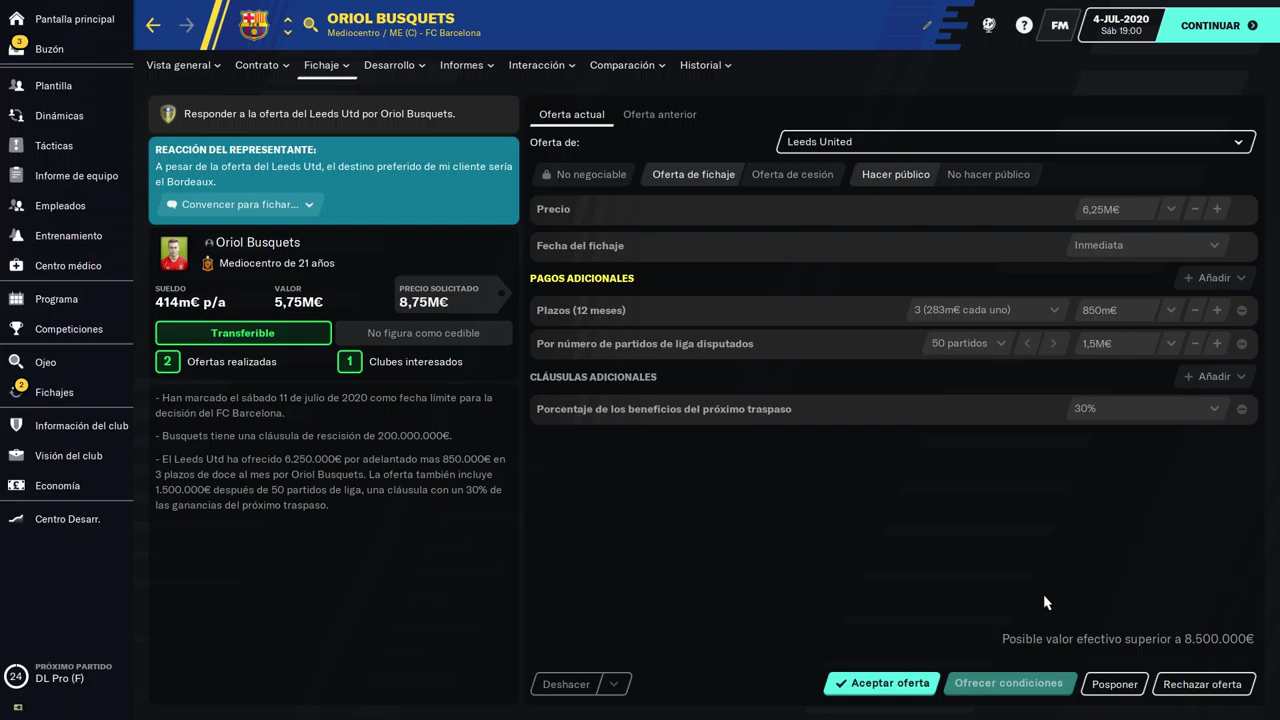 Pantalla principal
3
Buzón
Plantilla
Dinámicas
Tácticas
Informe de equipo
Empleados
Entrenamiento
Centro médico
Programa
Competiciones
Ojeo
2
Fichajes
Información del club
Visión del club
Economía
Centro Desarr.
24
PRÓXIMO PARTIDO
DL Pro (F)
ORIOL BUSQUETS
Mediocentro / ME (C) - FC Barcelona
?
FM
4-JUL-2020
Sáb 19:00
CONTINUAR
Vista general
Contrato
Fichaje
Desarrollo
Informes
Interacción
Comparación
Historial
Responder a la oferta del Leeds Utd por Oriol Busquets.
REACCIÓN DEL REPRESENTANTE:
A pesar de la oferta del Leeds Utd, el destino preferido de mi cliente sería
el Bordeaux.
Convencer para fichar...
Oriol Busquets
Mediocentro de 21 años
SUELDO
414m€ p/a
VALOR
5,75M€
PRECIO SOLICITADO
8,75M€
Transferible
No figura como cedible
2 Ofertas realizadas
1 Clubes interesados
- Han marcado el sábado 11 de julio de 2020 como fecha límite para la
decisión del FC Barcelona.
- Busquets tiene una cláusula de rescisión de 200.000.000€.
- El Leeds Utd ha ofrecido 6.250.000€ por adelantado mas 850.000€ en
3 plazos de doce al mes por Oriol Busquets. La oferta también incluye
1.500.000€ después de 50 partidos de liga, una cláusula con un 30% de
las ganancias del próximo traspaso.
Oferta actual
Oferta anterior
Oferta de:
Leeds United
No negociable
Oferta de fichaje
Oferta de cesión
Hacer público
No hacer público
Precio
6,25M€
Fecha del fichaje
Inmediata
PAGOS ADICIONALES
+ Añadir
Plazos (12 meses)
3 (283m€ cada uno)
850m€
Por número de partidos de liga disputados
50 partidos
1,5M€
CLÁUSULAS ADICIONALES
+ Añadir
Porcentaje de los beneficios del próximo traspaso
30%
Posible valor efectivo superior a 8.500.000€
Deshacer
Aceptar oferta
Ofrecer condiciones
Posponer
Rechazar oferta